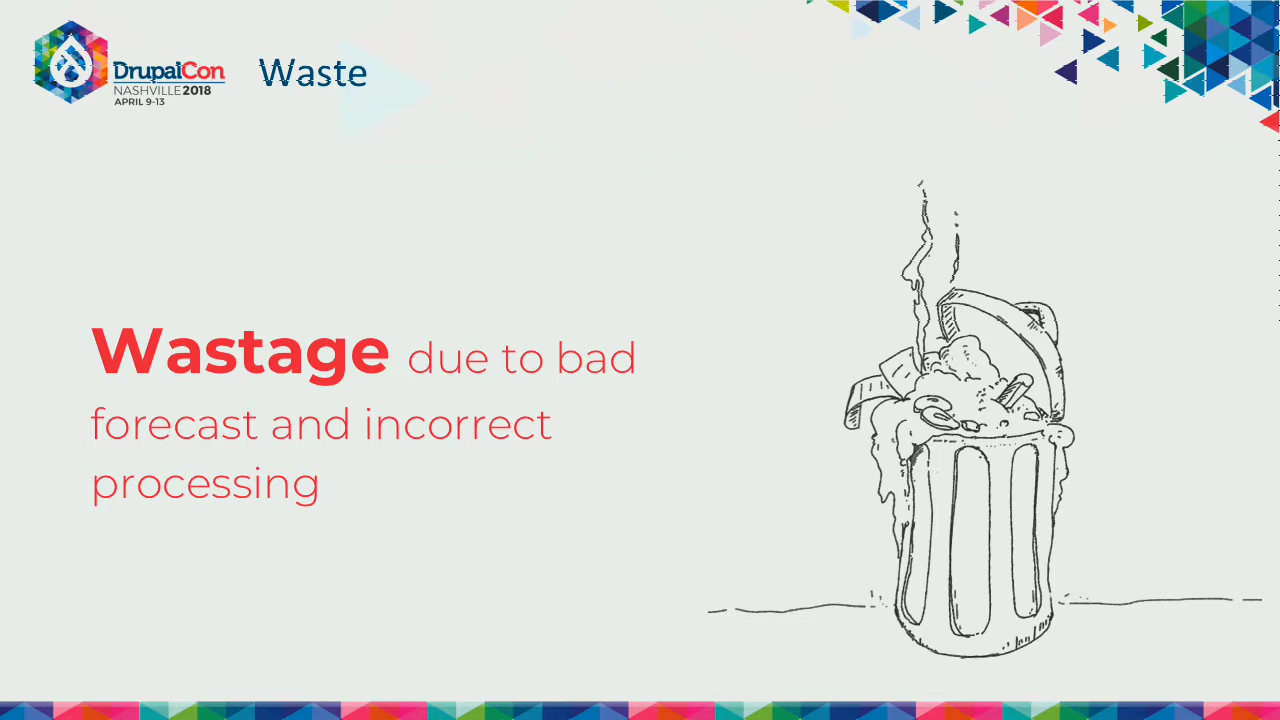 DrupalCon
NASHVILLE 2018
APRIL 9-13
Waste
Wastage due to bad
forecast and incorrect
processing